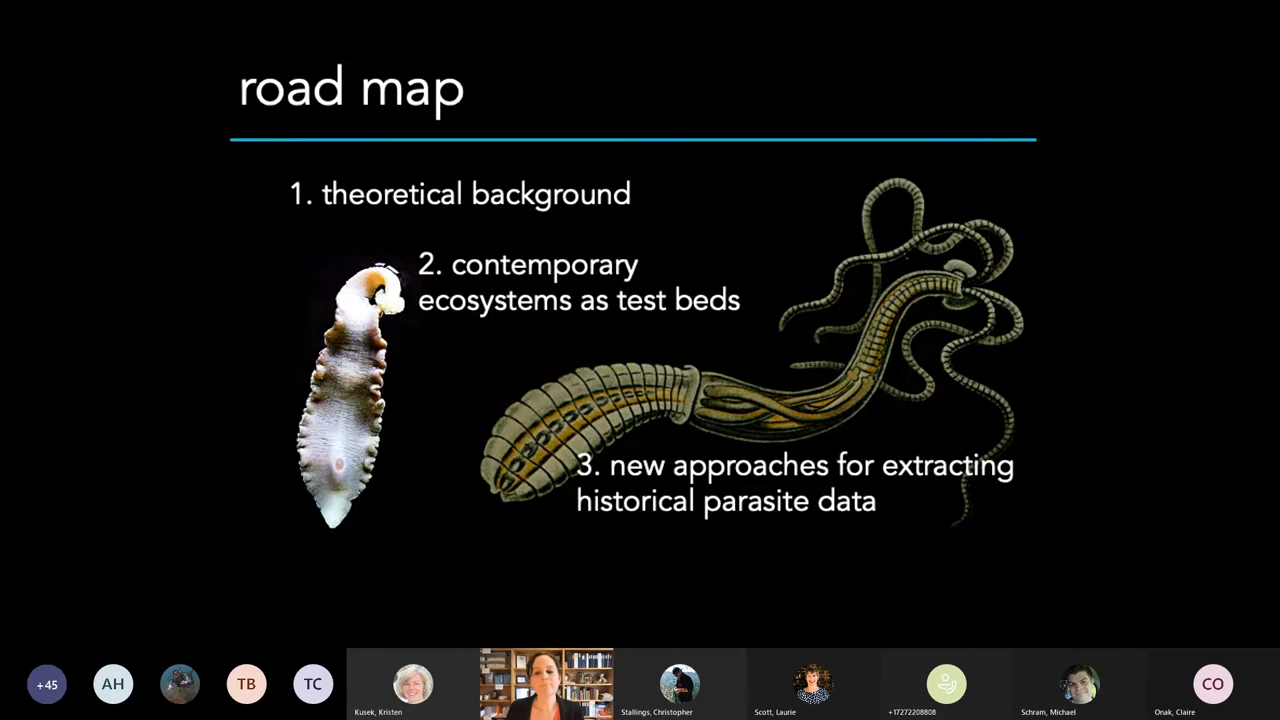 road map
1. theoretical background
2. contemporary
ecosystems as test beds
3. new approaches for extracting
historical parasite data
+45
AH
TB
TC
CO
Kusek, Kristen
Stallings, Christopher
Scott, Laurie
+17272208808
Schram, Michael
Onak, Claire